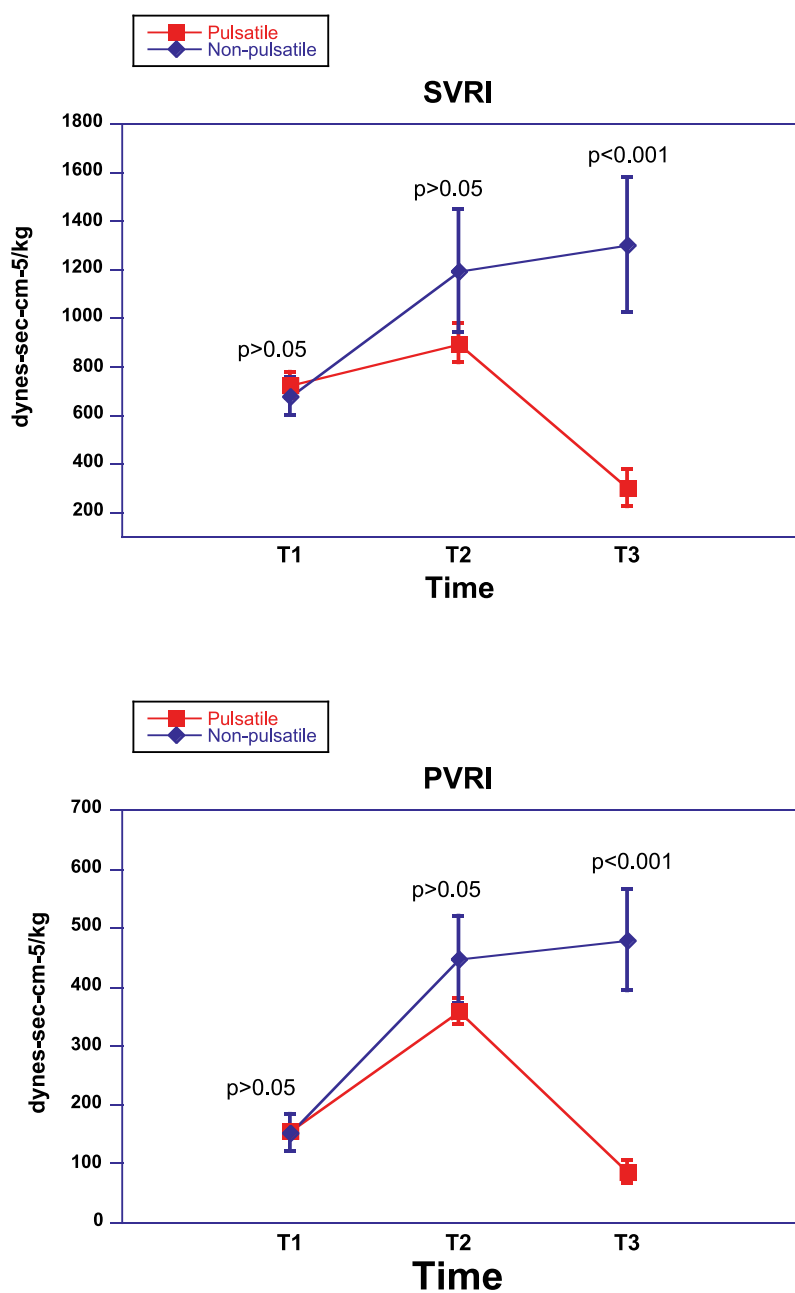 Pulsatile
Non-pulsatile
SVRI
1800
1600
1400
1200
1000
800
600
400
200
dynes-sec-cm-5/kg
p>0.05
p>0.05
p<0.001
T1
T2
T3
Time
Pulsatile
Non-pulsatile
PVRI
700
600
500
400
300
200
100
0
dynes-sec-cm-5/kg
p>0.05
p>0.05
p<0.001
T1
T2
T3
Time